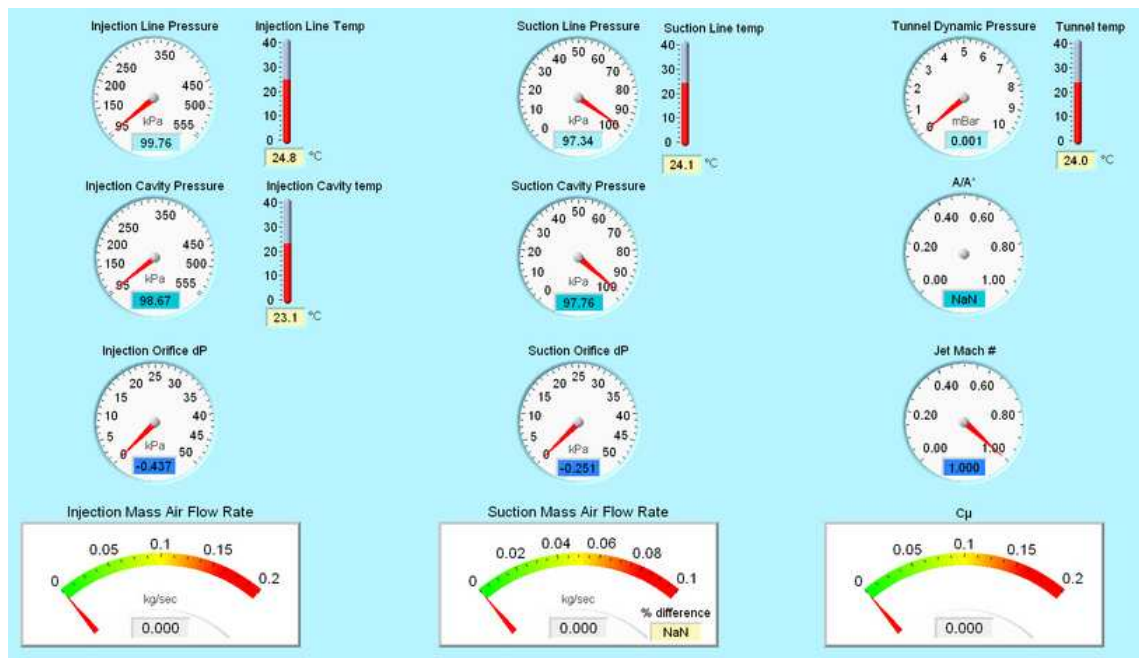 Injection Line Pressure
95 150 200 250 350 450 500 555
kPa
99.76
Injection Line Temp
40
30
20
10
0
24.8 °C
Suction Line Pressure
0 10 20 30 40 50 60 70 80 90 100
kPa
97.34
Suction Line temp
40
30
20
10
0
24.1 °C
Tunnel Dynamic Pressure
0 1 2 3 4 5 6 7 8 9 10
mBar
0.001
Tunnel temp
40
30
20
10
0
24.0 °C
Injection Cavity Pressure
95 150 200 250 350 450 500 555
kPa
98.67
Injection Cavity temp
40
30
20
10
0
23.1 °C
Suction Cavity Pressure
0 10 20 30 40 50 60 70 80 90 100
kPa
97.76
A/A*
0.00 0.20 0.40 0.60 0.80 1.00
NaN
Injection Orifice dP
0 5 10 15 20 25 30 35 40 45 50
kPa
-0.437
Suction Orifice dP
0 5 10 15 20 25 30 35 40 45 50
kPa
-0.251
Jet Mach #
0.00 0.20 0.40 0.60 0.80 1.00
1.000
Injection Mass Air Flow Rate
0 0.05 0.1 0.15 0.2
kg/sec
0.000
Suction Mass Air Flow Rate
0 0.02 0.04 0.06 0.08 0.1
kg/sec
0.000
% difference
NaN
Cμ
0 0.05 0.1 0.15 0.2
0.000